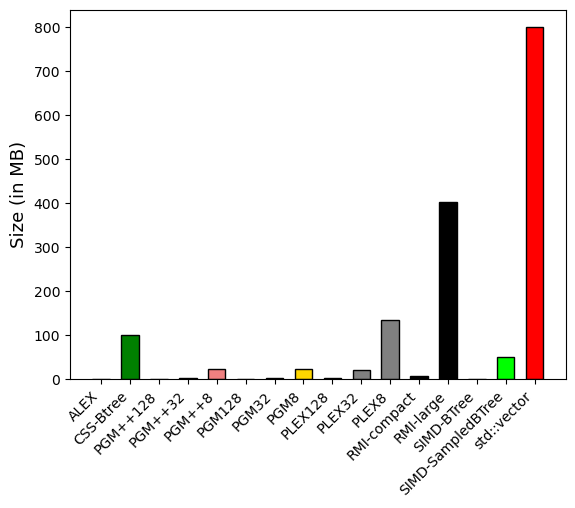 Size (in MB)
800
700
600
500
400
300
200
100
0
ALEX
CSS-Btree
PGM++128
PGM++32
PGM++8
PGM128
PGM32
PGM8
PLEX128
PLEX32
PLEX8
RMI-compact
RMI-large
SIMD-BTree
SIMD-SampledBTree
std::vector